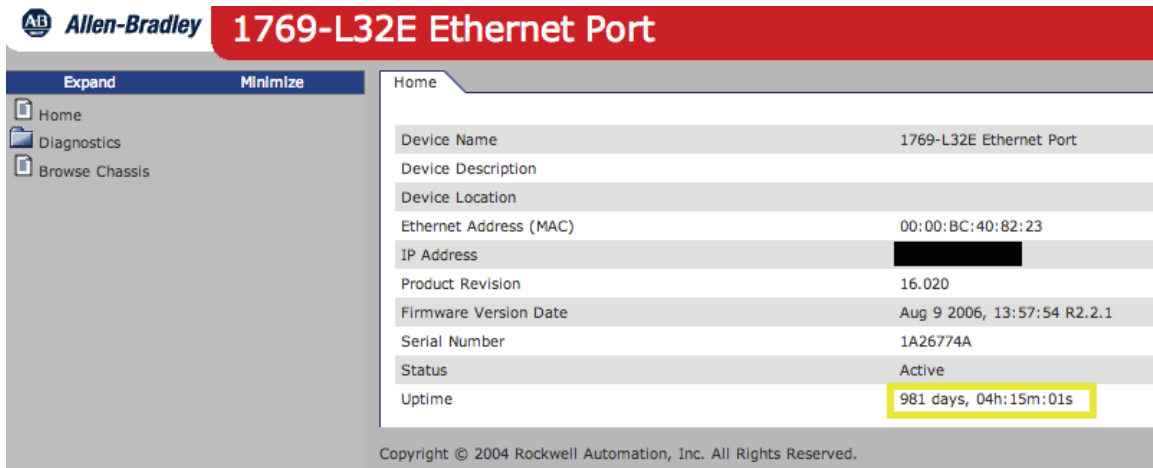 AB Allen-Bradley 1769-L32E Ethernet Port
Expand Minimize
Home
Diagnostics
Browse Chassis
Home
Device Name 1769-L32E Ethernet Port
Device Description
Device Location
Ethernet Address (MAC) 00:00:BC:40:82:23
IP Address
Product Revision 16.020
Firmware Version Date Aug 9 2006, 13:57:54 R2.2.1
Serial Number 1A26774A
Status Active
Uptime 981 days, 04h:15m:01s
Copyright © 2004 Rockwell Automation, Inc. All Rights Reserved.